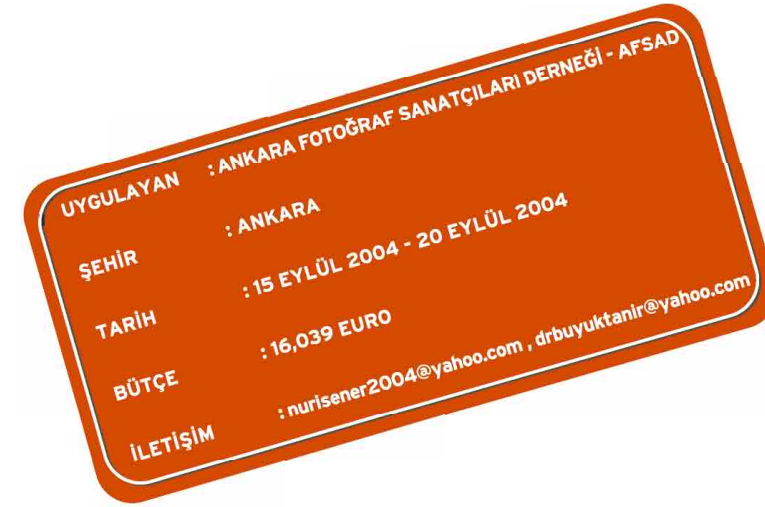 UYGULAYAN : ANKARA FOTOĞRAF SANATÇILARI DERNEĞİ - AFSAD
ŞEHİR : ANKARA
TARİH : 15 EYLÜL 2004 - 20 EYLÜL 2004
BÜTÇE : 16,039 EURO
İLETİŞİM : nurisener2004@yahoo.com , drbuyuktanir@yahoo.com